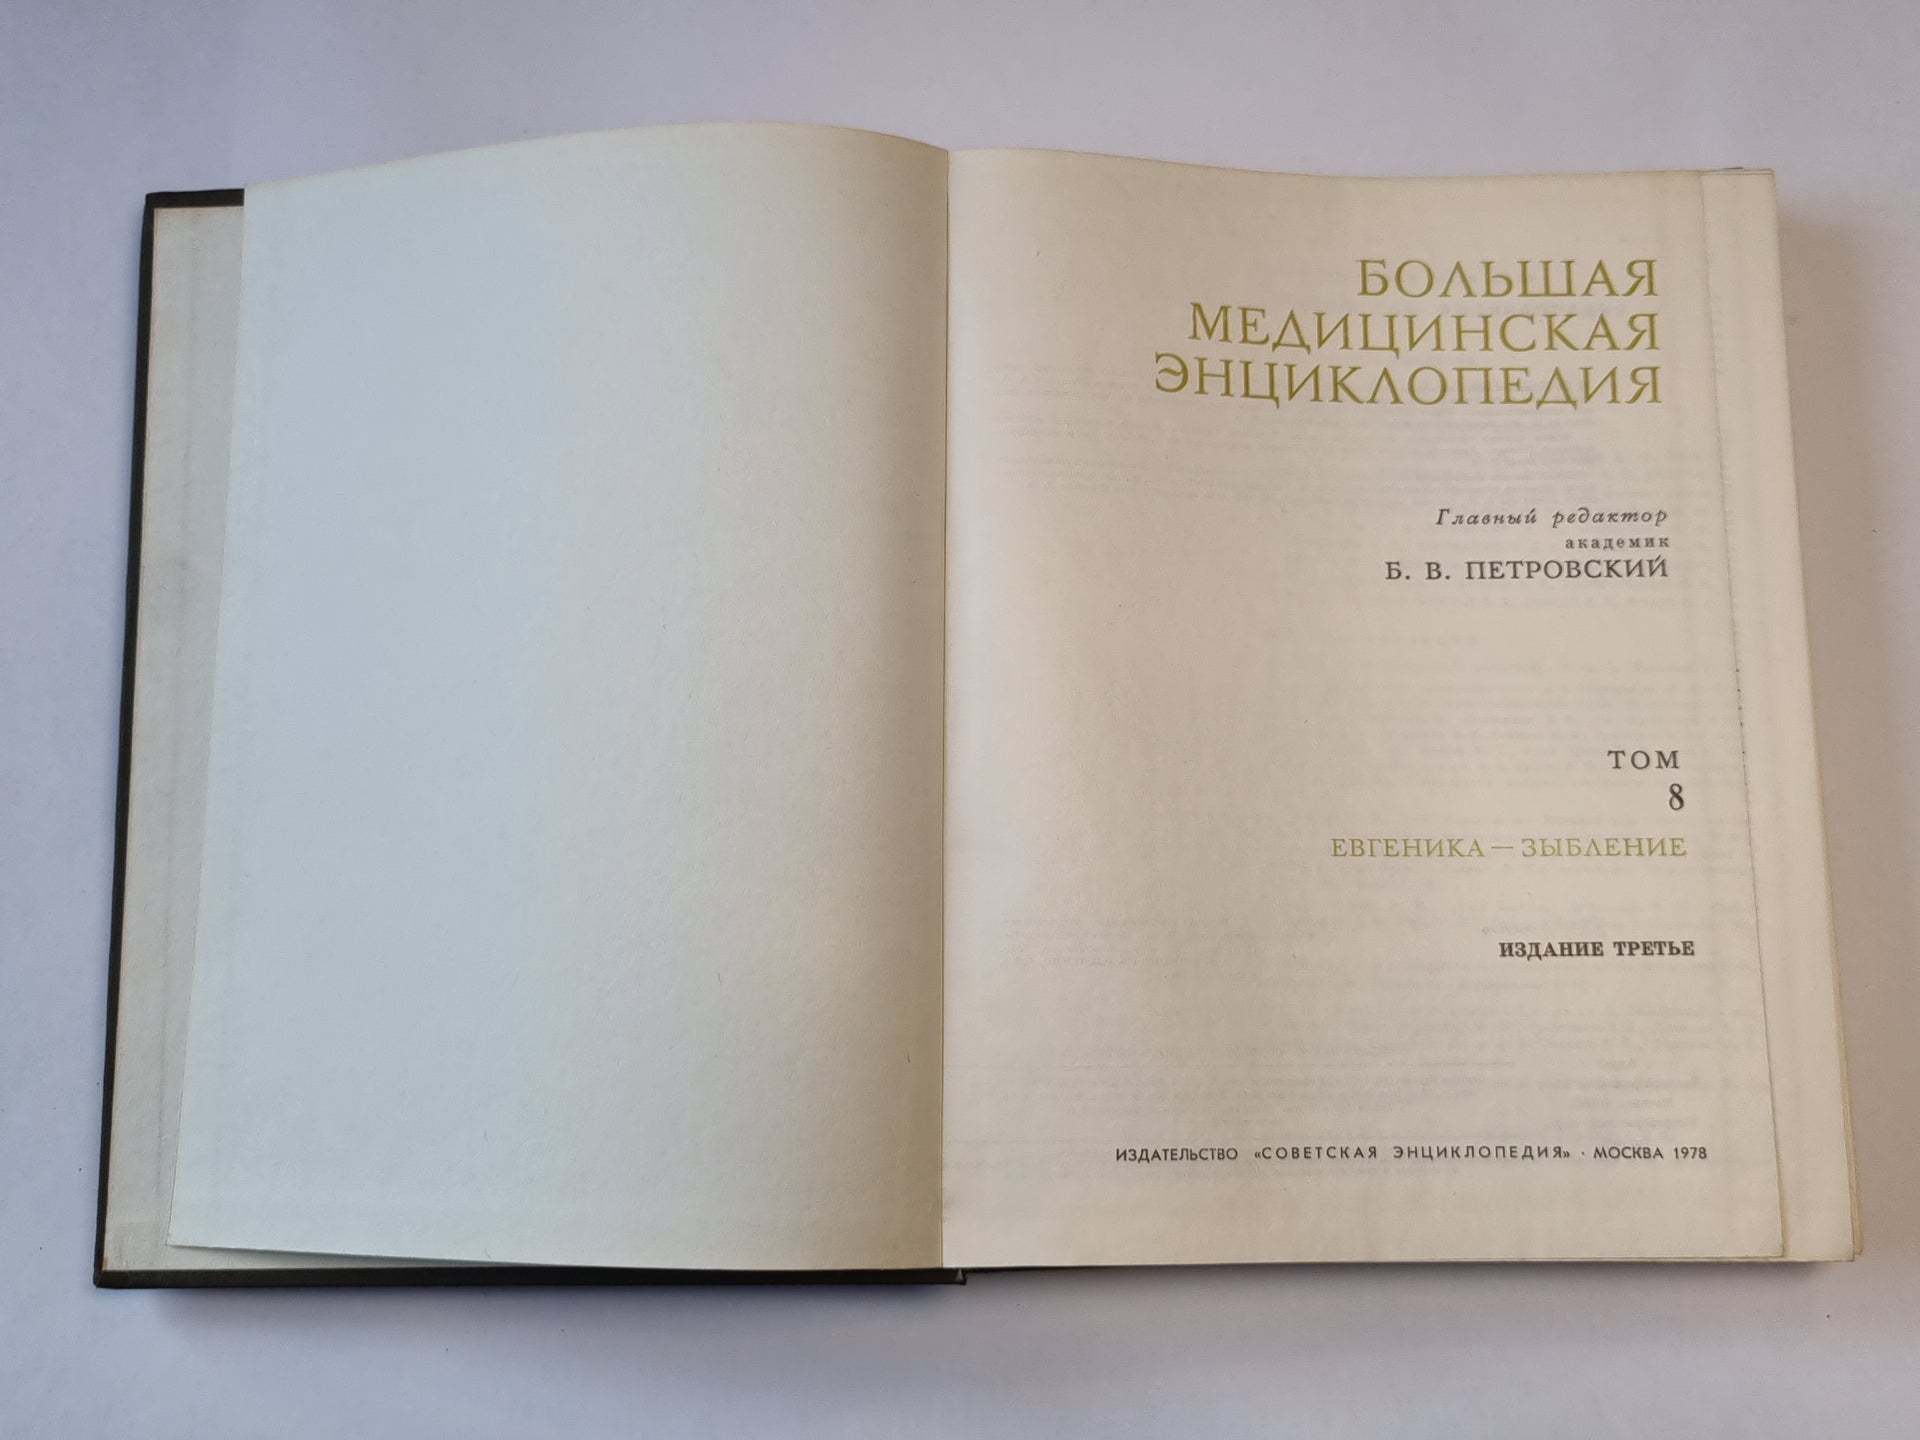 БОЛЬШАЯ
МЕДИЦИНСКАЯ
ЭНЦИКЛОПЕДИЯ
Главный редактор
академик
Б. В. ПЕТРОВСКИЙ
ТОМ
8
ЕВГЕНИКА — ЗЫБЛЕНИЕ
ИЗДАНИЕ ТРЕТЬЕ
ИЗДАТЕЛЬСТВО «СОВЕТСКАЯ ЭНЦИКЛОПЕДИЯ» · МОСКВА 1978